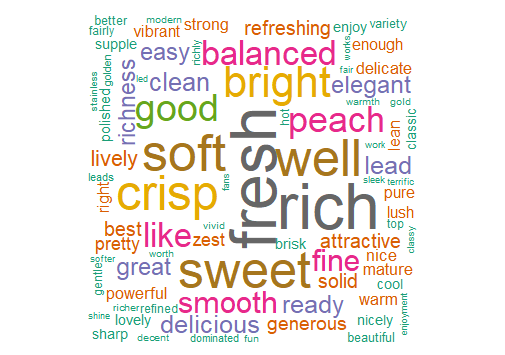 better
modern
fairly
vibrant
strong
refreshing
enjoy
variety
supple
easy
richly
balanced
works
enough
stainless
polished
golden
richness
led
clean
bright
fair
delicate
elegant
good
hot
warmth
gold
peach
lean
classic
lively
soft
fresh
well
work
lead
leads
right
crisp
fans
rich
sleek
terrific
pure
lush
best
like
vivid
zest
top
pretty
worth
brisk
attractive
classy
softer
gentle
great
sweet
fine
nice
mature
solid
cool
powerful
smooth
ready
warm
shine
richer
refined
lovely
delicious
generous
nicely
enjoyment
sharp
decent
dominated
fun
beautiful